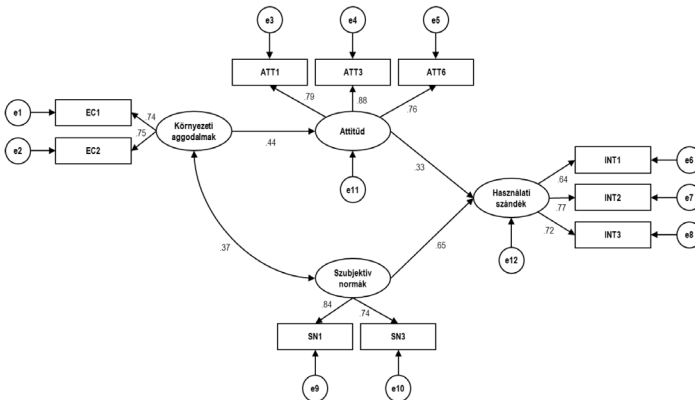 e3
e4
e5
ATT1
ATT3
ATT6
.79
.88
.76
e1
EC1
.74
e2
EC2
.75
Környezeti
aggodalmak
.44
Attitűd
e11
.33
Használati
szándék
e12
.64
INT1
e6
.77
INT2
e7
.72
INT3
e8
.37
.65
Szubjektív
normák
.84
.74
SN1
SN3
e9
e10